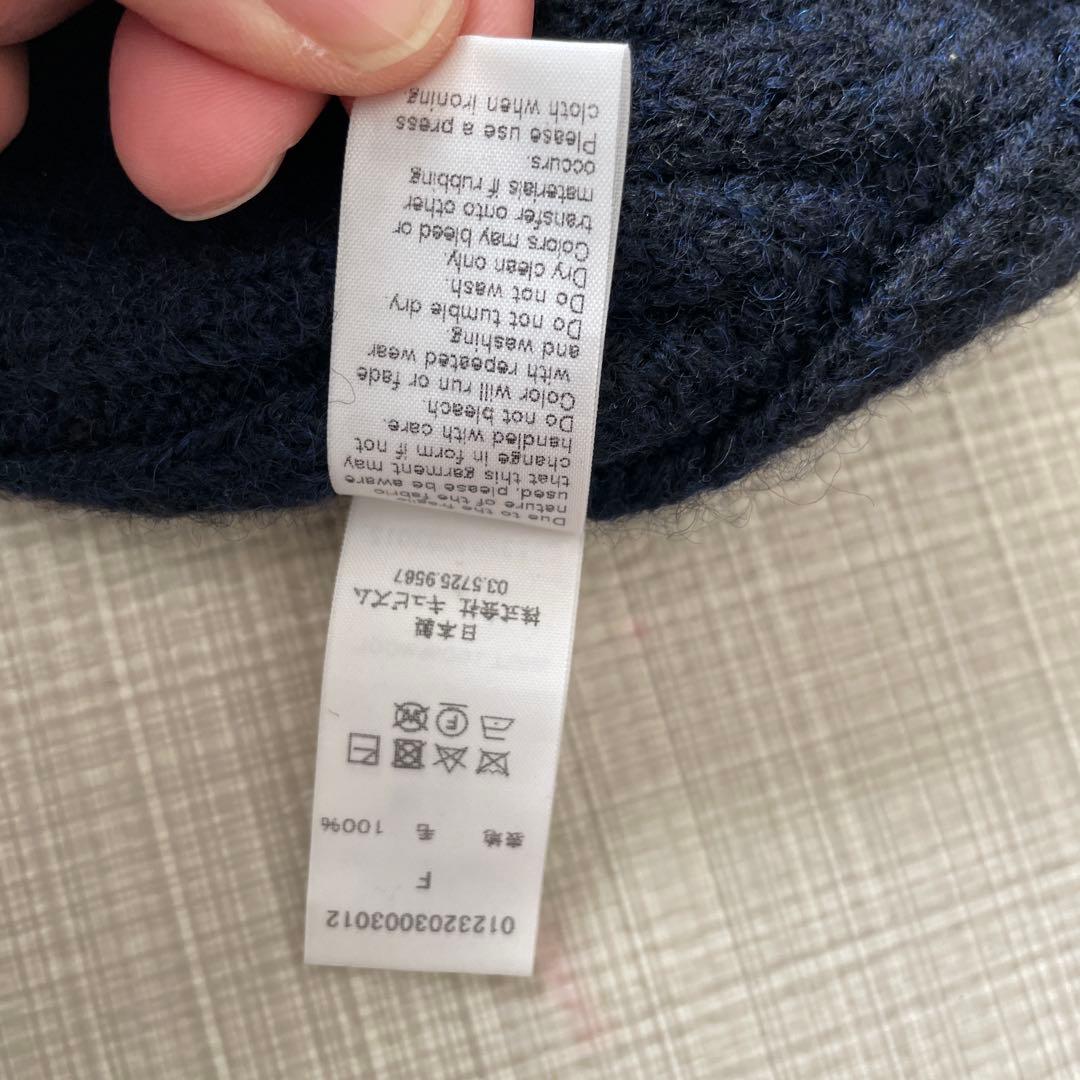 0123203003012
F
表地 毛 100%
日本製
株式会社 キュビズム
03.5725.9587
Due to the fragile
nature of the fabric
used, please be aware
that this garment may
change in form if not
handled with care.
Do not bleach.
Color will run or fade
with repeated wear
and washing.
Do not tumble dry
Do not wash.
Dry clean only.
Colors may bleed or
transfer onto other
materials if rubbing
occurs.
Please use a press
cloth when ironing